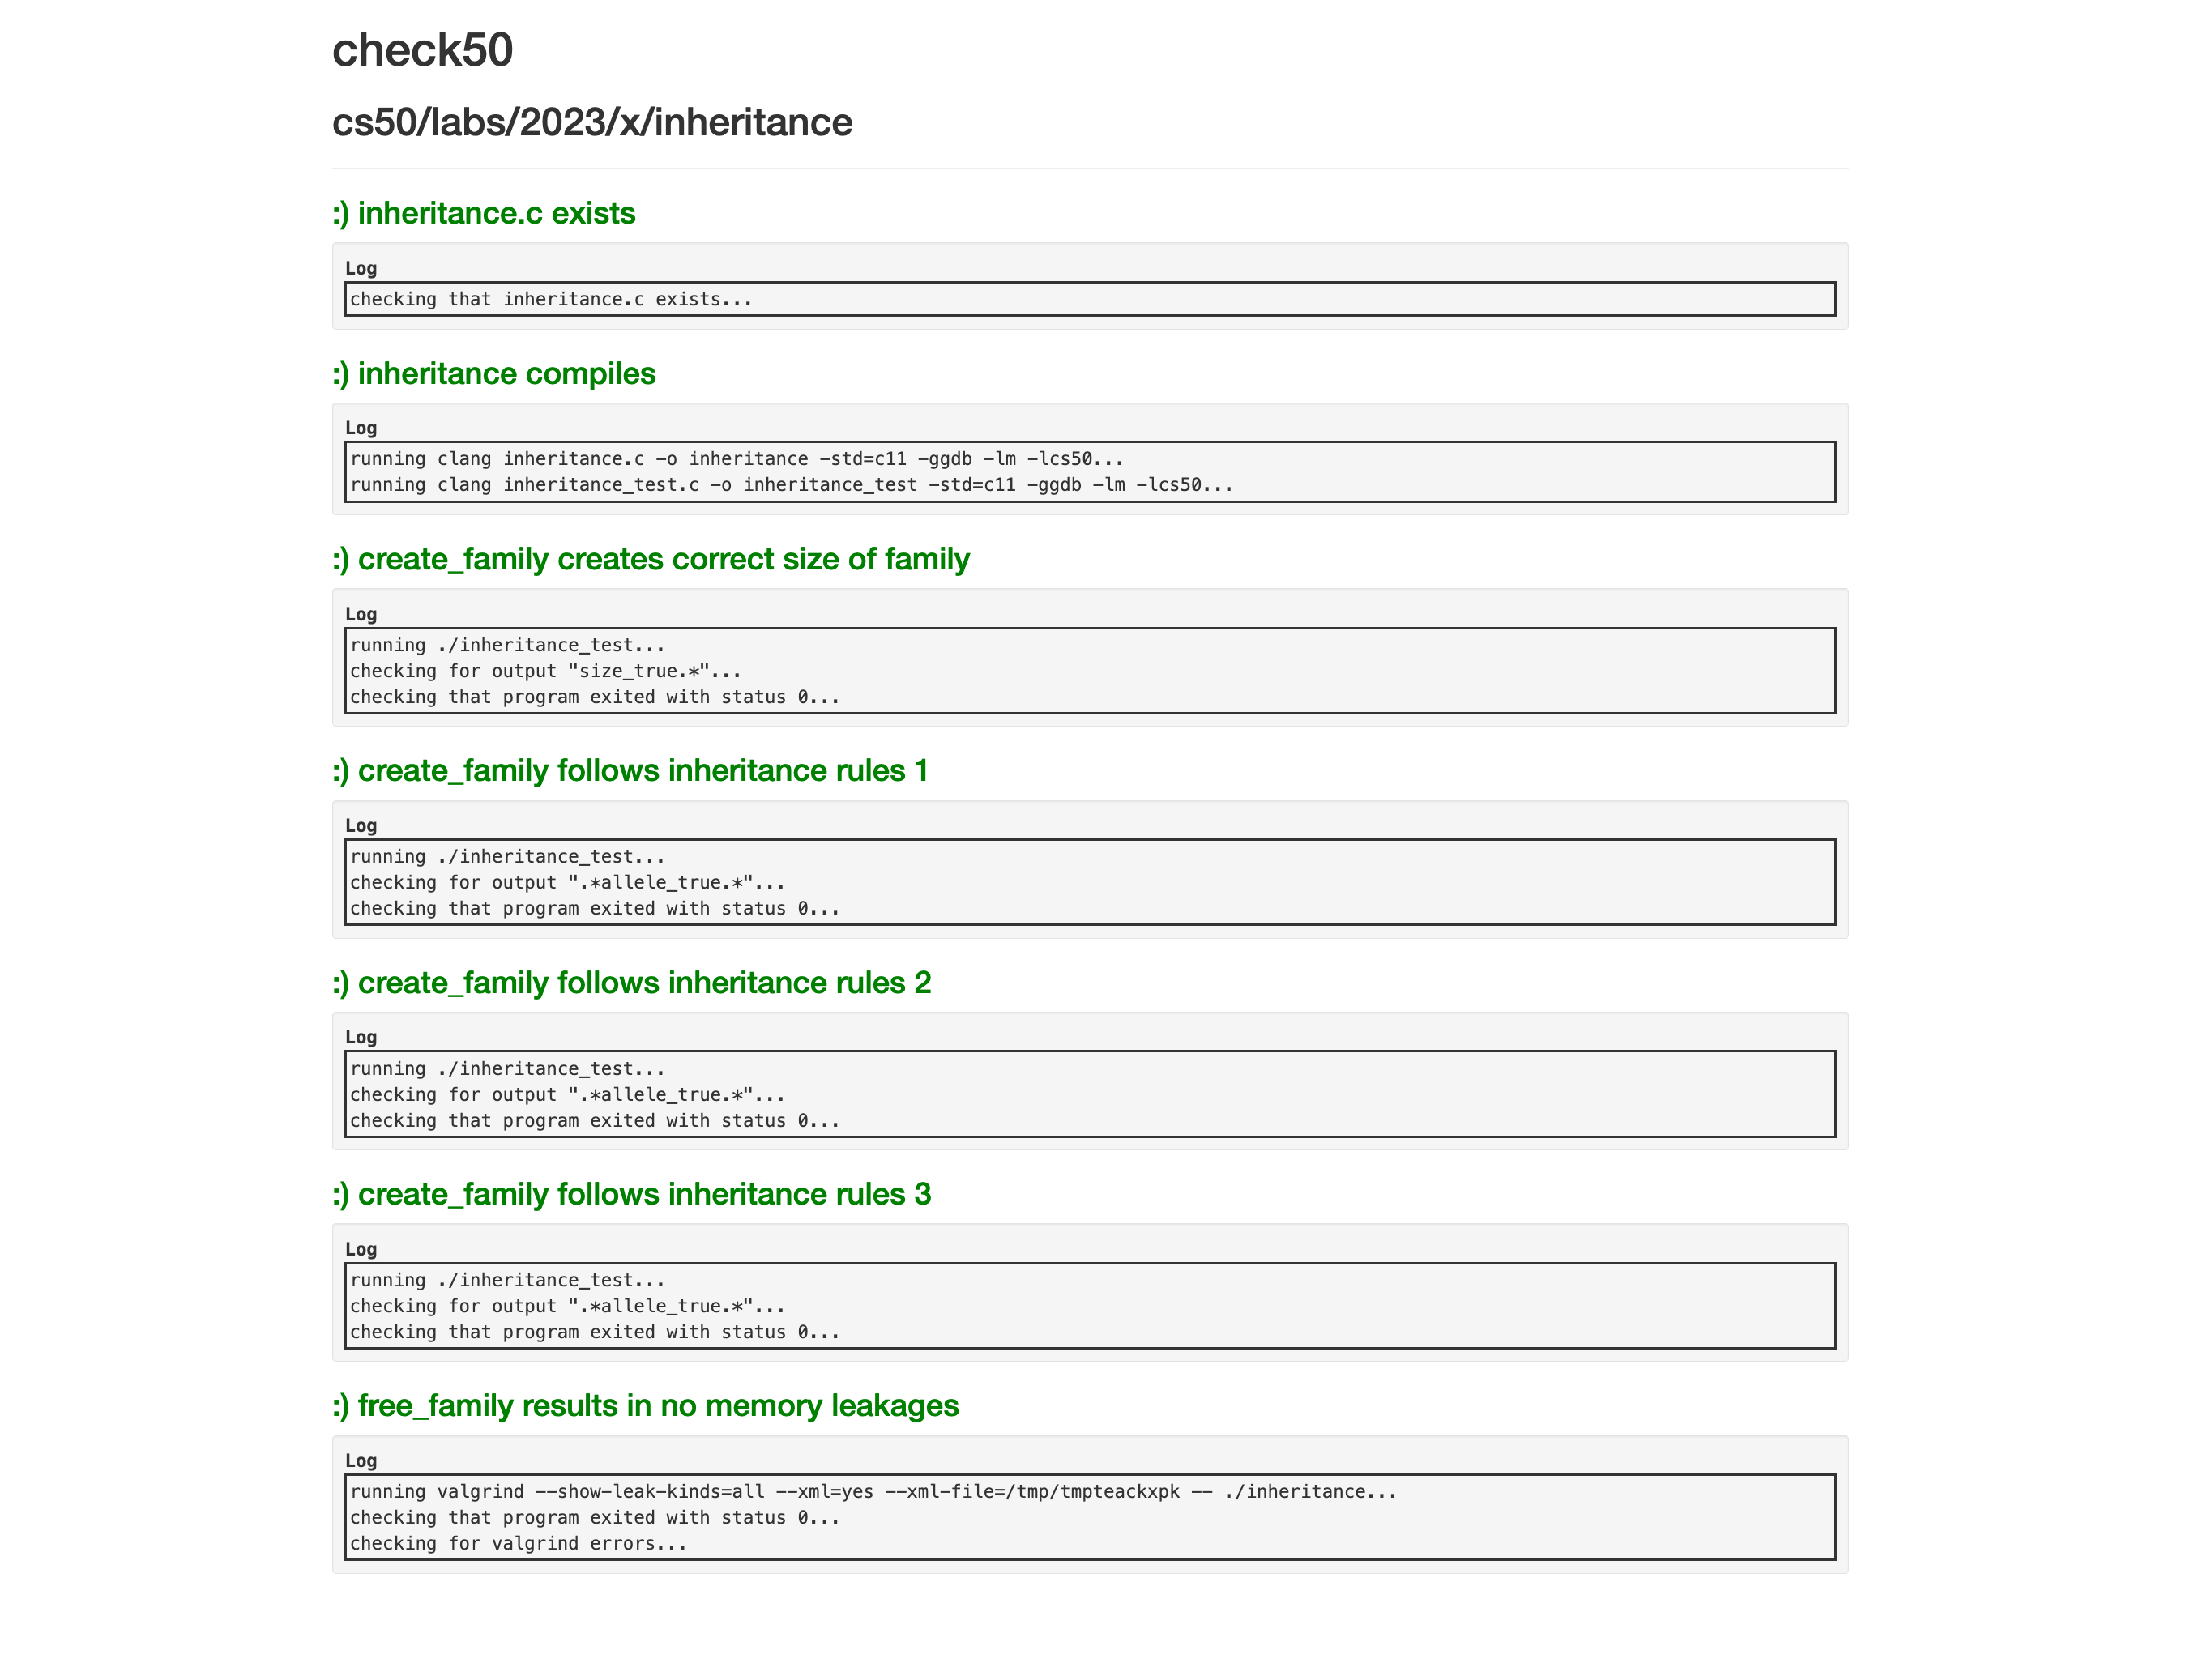 check50
cs50/labs/2023/x/inheritance
:) inheritance.c exists
Log
checking that inheritance.c exists...
:) inheritance compiles
Log
running clang inheritance.c -o inheritance -std=c11 -ggdb -lm -lcs50...
running clang inheritance_test.c -o inheritance_test -std=c11 -ggdb -lm -lcs50...
:) create_family creates correct size of family
Log
running ./inheritance_test...
checking for output "size_true.*"...
checking that program exited with status 0...
:) create_family follows inheritance rules 1
Log
running ./inheritance_test...
checking for output ".*allele_true.*"...
checking that program exited with status 0...
:) create_family follows inheritance rules 2
Log
running ./inheritance_test...
checking for output ".*allele_true.*"...
checking that program exited with status 0...
:) create_family follows inheritance rules 3
Log
running ./inheritance_test...
checking for output ".*allele_true.*"...
checking that program exited with status 0...
:) free_family results in no memory leakages
Log
running valgrind --show-leak-kinds=all --xml=yes --xml-file=/tmp/tmpteackxpk -- ./inheritance...
checking that program exited with status 0...
checking for valgrind errors...